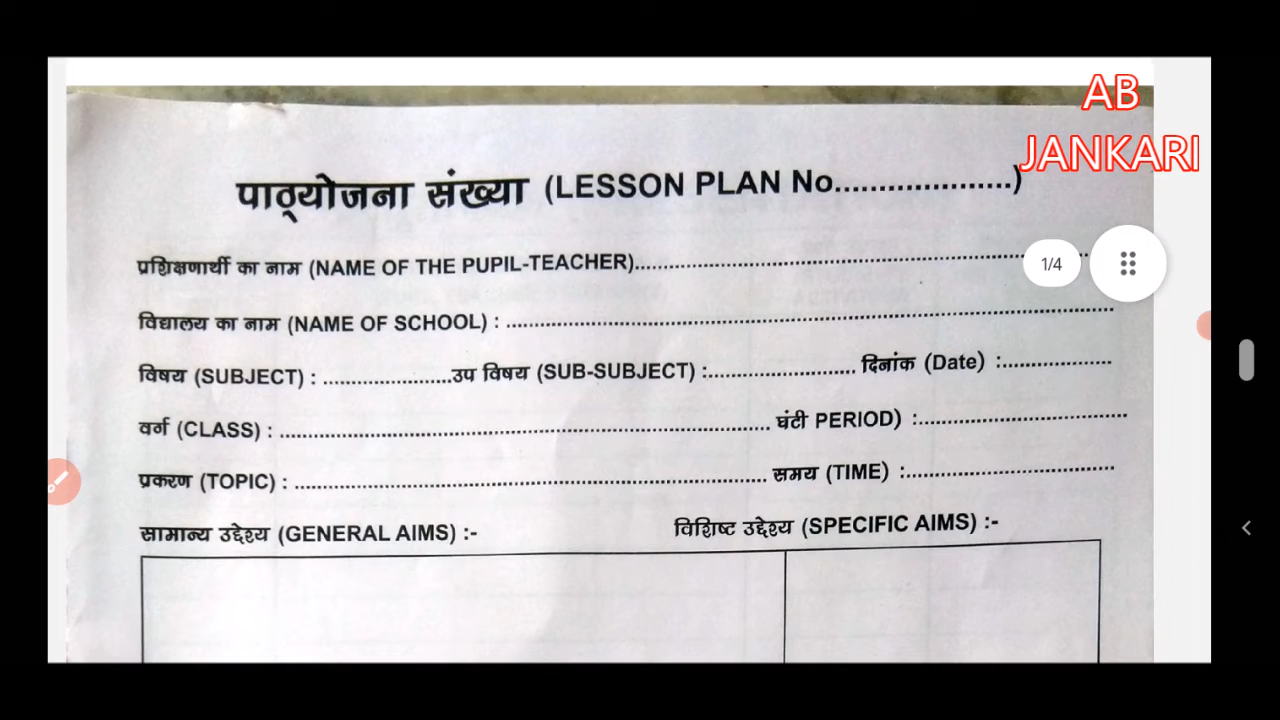 AB
JANKARI
पाठ्योजना संख्या (LESSON PLAN No....................)
1/4
प्रशिक्षणार्थी का नाम (NAME OF THE PUPIL-TEACHER)..........................................................
विद्यालय का नाम (NAME OF SCHOOL) : ..............................................................................
विषय (SUBJECT) : ......................उप विषय (SUB-SUBJECT) :......................... दिनांक (Date) :..................
वर्ग (CLASS) : .................................................................... घंटी PERIOD) :..................................
प्रकरण (TOPIC) : .................................................................. समय (TIME) :..................................
सामान्य उद्देश्य (GENERAL AIMS) :- विशिष्ट उद्देश्य (SPECIFIC AIMS) :-